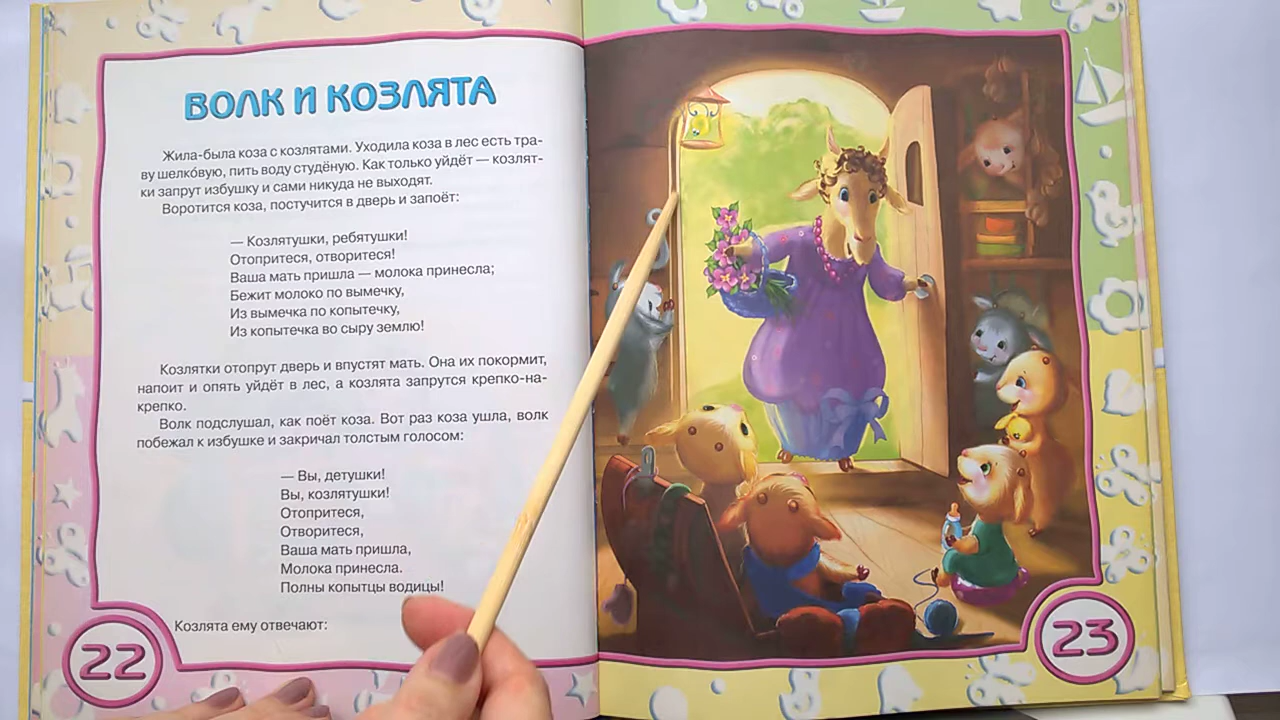 ВОЛК И КОЗЛЯТА
Жила-была коза с козлятами. Уходила коза в лес есть тра-
ву шелко́вую, пить воду студёную. Как только уйдёт — козлят-
ки запрут избушку и сами никуда не выходят.
Воротится коза, постучится в дверь и запоёт:
— Козлятушки, ребятушки!
Отопритеся, отворитеся!
Ваша мать пришла — молока принесла;
Бежит молоко по вымечку,
Из вымечка по копытечку,
Из копытечка во сыру землю!
Козлятки отопрут дверь и впустят мать. Она их покормит,
напоит и опять уйдёт в лес, а козлята запрутся крепко-на-
крепко.
Волк подслушал, как поёт коза. Вот раз коза ушла, волк
побежал к избушке и закричал толстым голосом:
— Вы, детушки!
Вы, козлятушки!
Отопритеся,
Отворитеся,
Ваша мать пришла,
Молока принесла.
Полны копытцы водицы!
Козлята ему отвечают:
22
23